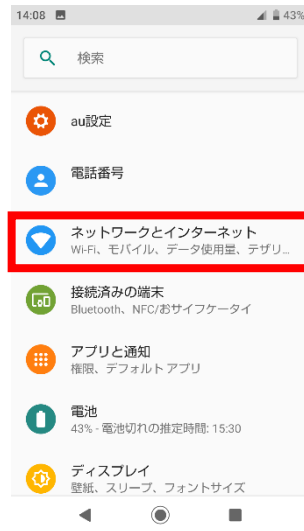 14:08 43%
検索
au設定
電話番号
ネットワークとインターネット
Wi-Fi、モバイル、データ使用量、テザリ...
接続済みの端末
Bluetooth、NFC/おサイフケータイ
アプリと通知
権限、デフォルト アプリ
電池
43% - 電池切れの推定時間: 15:30
ディスプレイ
壁紙、スリープ、フォントサイズ